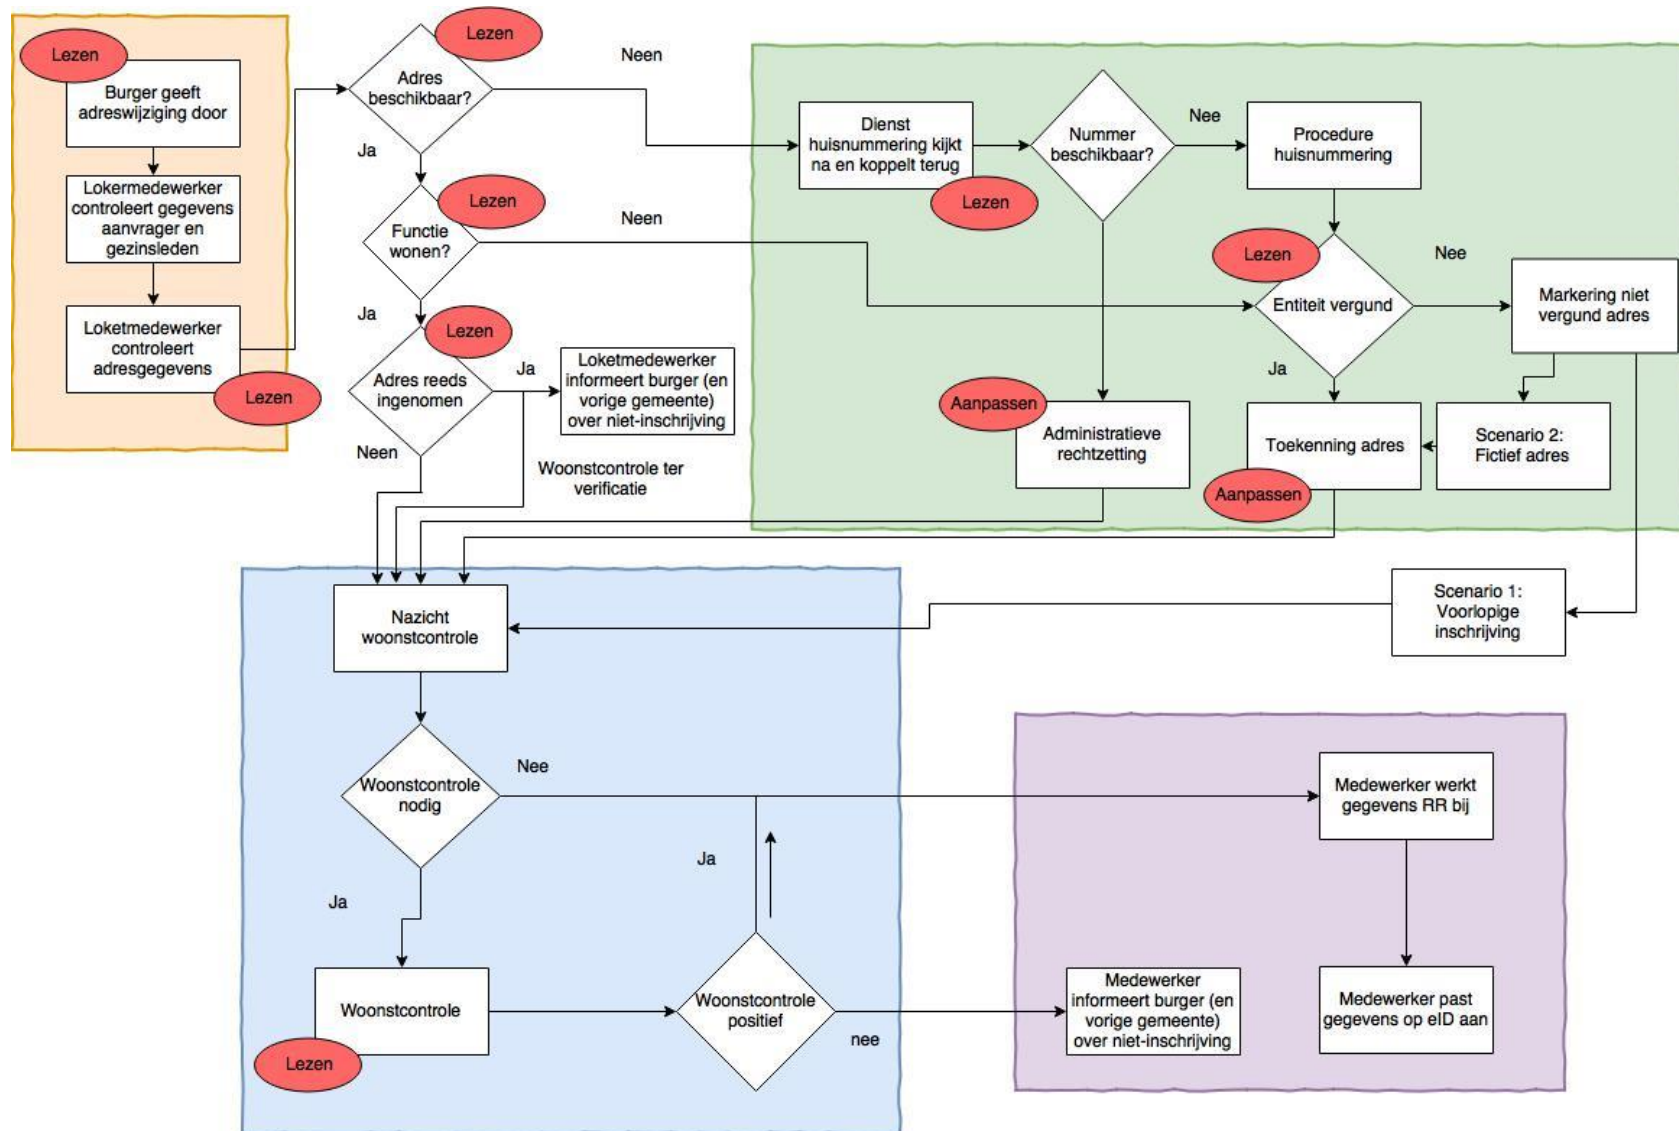 Lezen
Burger geeft
adreswijziging door
Lokermedewerker
controleert gegevens
aanvrager en
gezinsleden
Loketmedewerker
controleert
adresgegevens
Lezen
Lezen
Adres
beschikbaar?
Neen
Ja
Lezen
Functie
wonen?
Neen
Ja
Lezen
Adres reeds
ingenomen
Ja
Neen
Loketmedewerker
informeert burger (en
vorige gemeente)
over niet-inschrijving
Woonstcontrole ter
verificatie
Dienst
huisnummering kijkt
na en koppelt terug
Lezen
Nummer
beschikbaar?
Nee
Procedure
huisnummering
Lezen
Entiteit vergund
Nee
Ja
Markering niet
vergund adres
Aanpassen
Administratieve
rechtzetting
Toekenning adres
Aanpassen
Scenario 2:
Fictief adres
Scenario 1:
Voorlopige
inschrijving
Nazicht
woonstcontrole
Woonstcontrole
nodig
Nee
Ja
Woonstcontrole
Lezen
Woonstcontrole
positief
Ja
nee
Medewerker
informeert burger (en
vorige gemeente)
over niet-inschrijving
Medewerker werkt
gegevens RR bij
Medewerker past
gegevens op eID aan